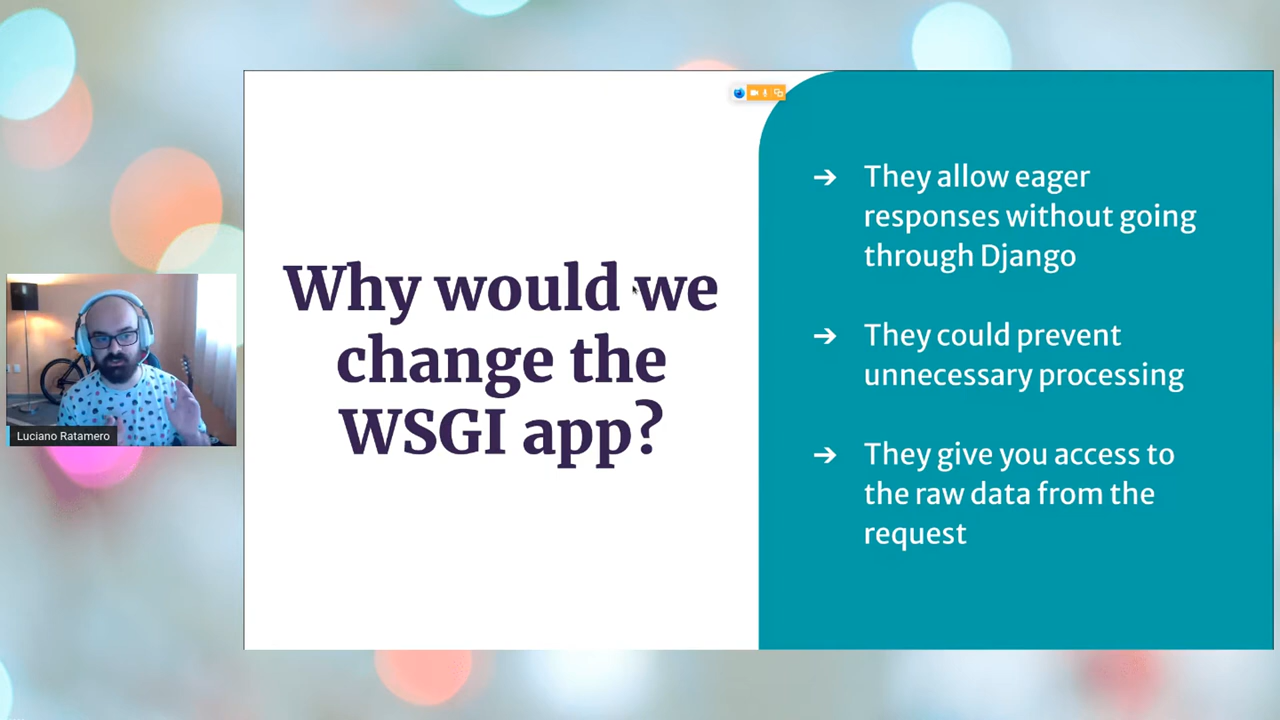 Why would we
change the
WSGI app?
➔ They allow eager
responses without going
through Django
➔ They could prevent
unnecessary processing
➔ They give you access to
the raw data from the
request
Luciano Ratamero